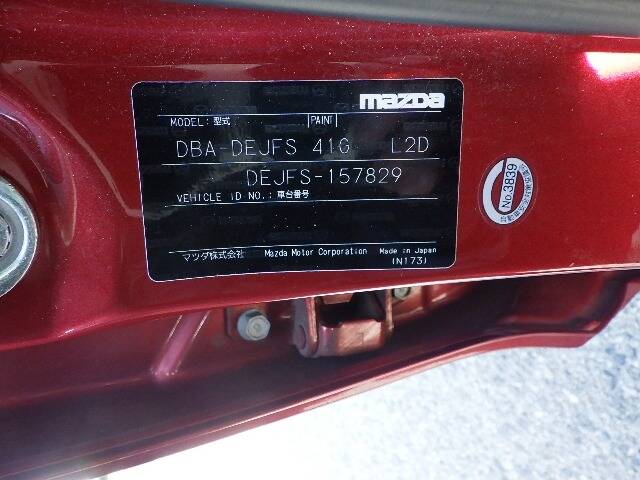 mazda
MODEL:型式 PAINT
DBA-DEJFS 41G L2D
DEJFS-157829
VEHICLE ID NO.:車台番号
マツダ株式会社 Mazda Motor Corporation Made in Japan
(N173)
No.3839